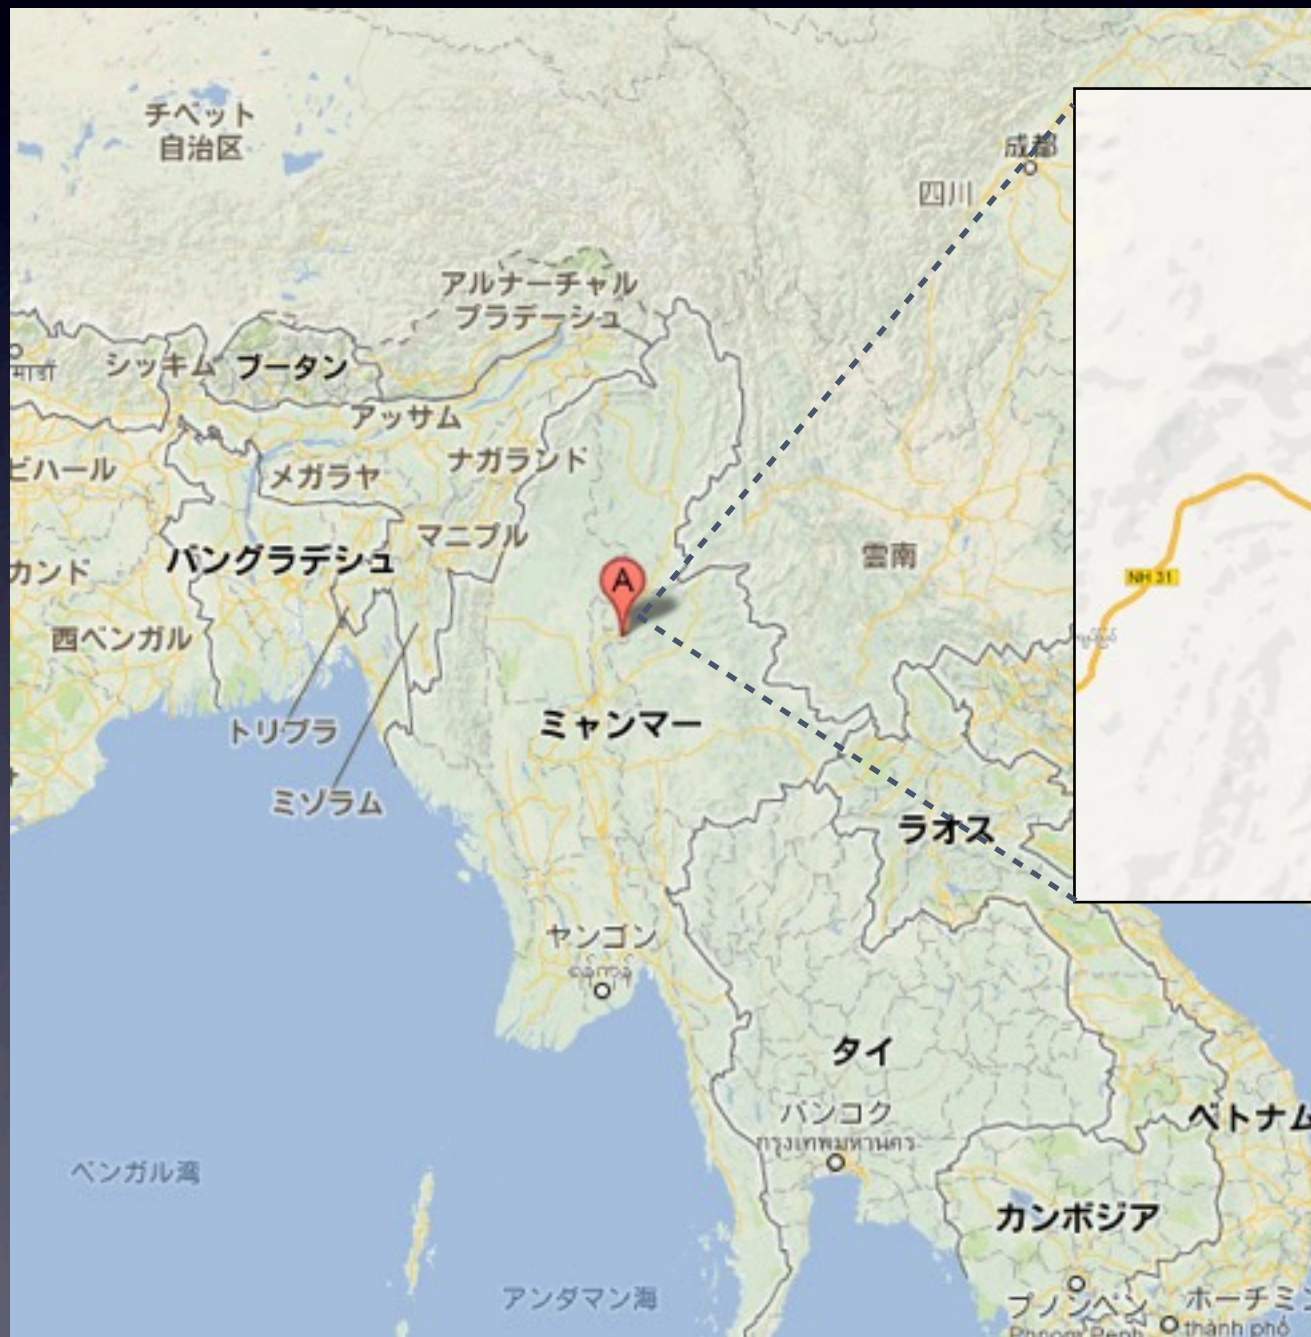 チベット
自治区
成都
四川
アルナーチャル
プラデーシュ
シッキム
ブータン
アッサム
ビハール
メガラヤ
ナガランド
マニプル
バングラデシュ
カンド
雲南
A
NH 31
西ベンガル
トリプラ
ミャンマー
ミゾラム
ラオス
ヤンゴン
ရန်ကုန်
タイ
バンコク
กรุงเทพมหานคร
ベトナム
ベンガル湾
カンボジア
アンダマン海
プノンペン
Phnom Penh
ホーチミン
thành phố